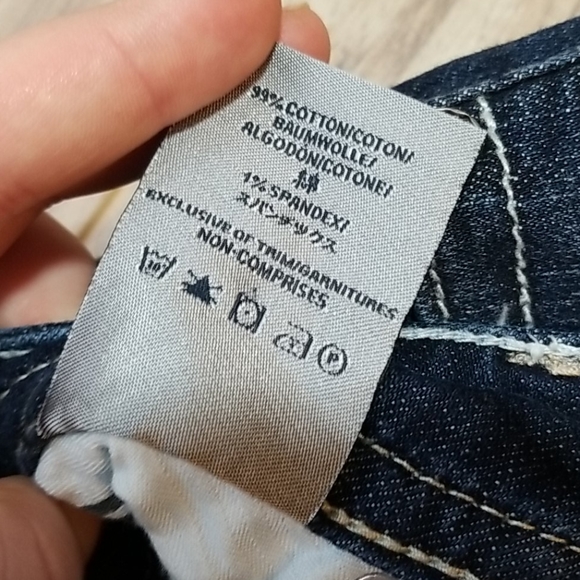 99% COTTON/COTON/
BAUMWOLLE/
ALGODÓN/COTONE/
綿
1% SPANDEX/
スパンデックス
EXCLUSIVE OF TRIM/GARNITURES
NON-COMPRISES
30
P